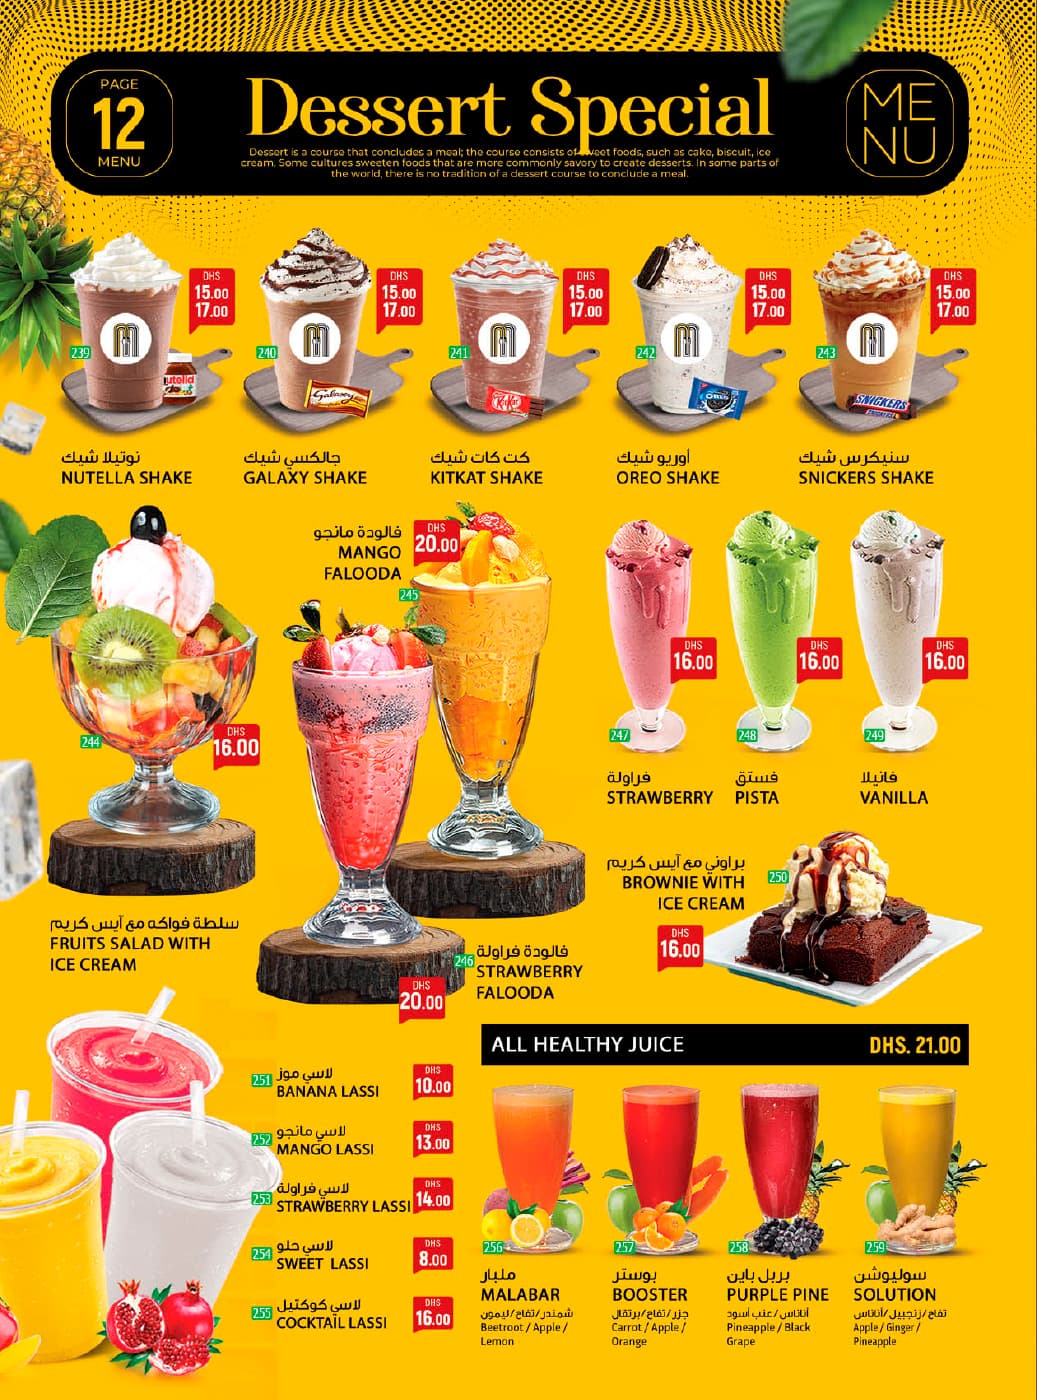 PAGE
12
MENU
Dessert Special
Dessert is a course that concludes a meal; the course consists of sweet foods, such as cake, biscuit, ice
cream. Some cultures sweeten foods that are more commonly savory to create desserts. In some parts of
the world, there is no tradition of a dessert course to conclude a meal.
ME
NU
DHS
15.00
17.00
239
nutella
نوتيلا شيك
NUTELLA SHAKE
DHS
15.00
17.00
240
Galaxy
جالكسي شيك
GALAXY SHAKE
DHS
15.00
17.00
241
KitKat
كت كات شيك
KITKAT SHAKE
DHS
15.00
17.00
242
OREO
أوريو شيك
OREO SHAKE
DHS
15.00
17.00
243
SNICKERS
سنيكرس شيك
SNICKERS SHAKE
244
DHS
16.00
سلطة فواكه مع آيس كريم
FRUITS SALAD WITH
ICE CREAM
فالودة مانجو
MANGO
FALOODA
DHS
20.00
245
246
فالودة فراولة
STRAWBERRY
FALOODA
DHS
20.00
DHS
16.00
247
فراولة
STRAWBERRY
DHS
16.00
248
فستق
PISTA
DHS
16.00
249
فانيلا
VANILLA
براوني مع آيس كريم
BROWNIE WITH
ICE CREAM
250
DHS
16.00
251
لاسي موز
BANANA LASSI
DHS
10.00
252
لاسي مانجو
MANGO LASSI
DHS
13.00
253
لاسي فراولة
STRAWBERRY LASSI
DHS
14.00
254
لاسي حلو
SWEET LASSI
DHS
8.00
255
لاسي كوكتيل
COCKTAIL LASSI
DHS
16.00
ALL HEALTHY JUICE DHS. 21.00
256
ملبار
MALABAR
شمندر/تفاح/ليمون
Beetroot / Apple /
Lemon
257
بوستر
BOOSTER
جزر/تفاح/برتقال
Carrot / Apple /
Orange
258
بربل باين
PURPLE PINE
أناناس/عنب أسود
Pineapple / Black
Grape
259
سوليوشن
SOLUTION
تفاح/زنجبيل/أناناس
Apple / Ginger /
Pineapple